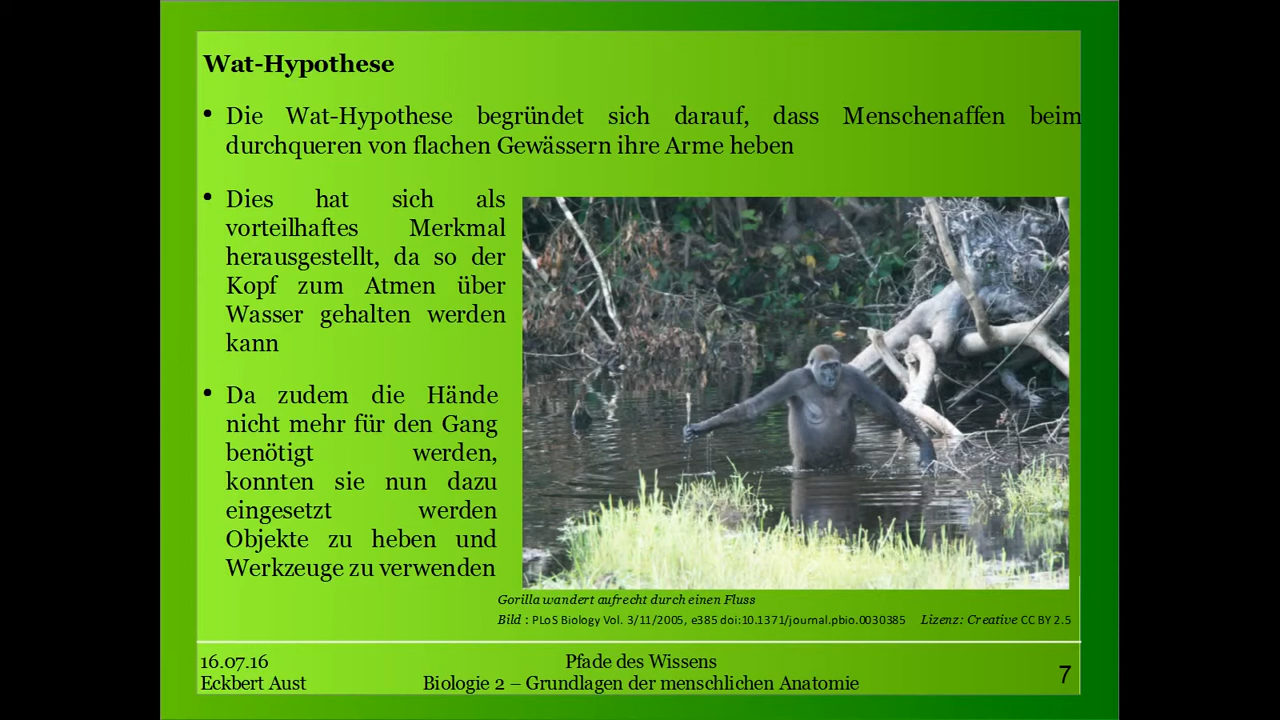 Wat-Hypothese
• Die Wat-Hypothese begründet sich darauf, dass Menschenaffen beim
durchqueren von flachen Gewässern ihre Arme heben
• Dies hat sich als
vorteilhaftes Merkmal
herausgestellt, da so der
Kopf zum Atmen über
Wasser gehalten werden
kann
• Da zudem die Hände
nicht mehr für den Gang
benötigt werden,
konnten sie nun dazu
eingesetzt werden
Objekte zu heben und
Werkzeuge zu verwenden
Gorilla wandert aufrecht durch einen Fluss
Bild : PLoS Biology Vol. 3/11/2005, e385 doi:10.1371/journal.pbio.0030385 Lizenz: Creative CC BY 2.5
16.07.16
Eckbert Aust
Pfade des Wissens
Biologie 2 – Grundlagen der menschlichen Anatomie
7